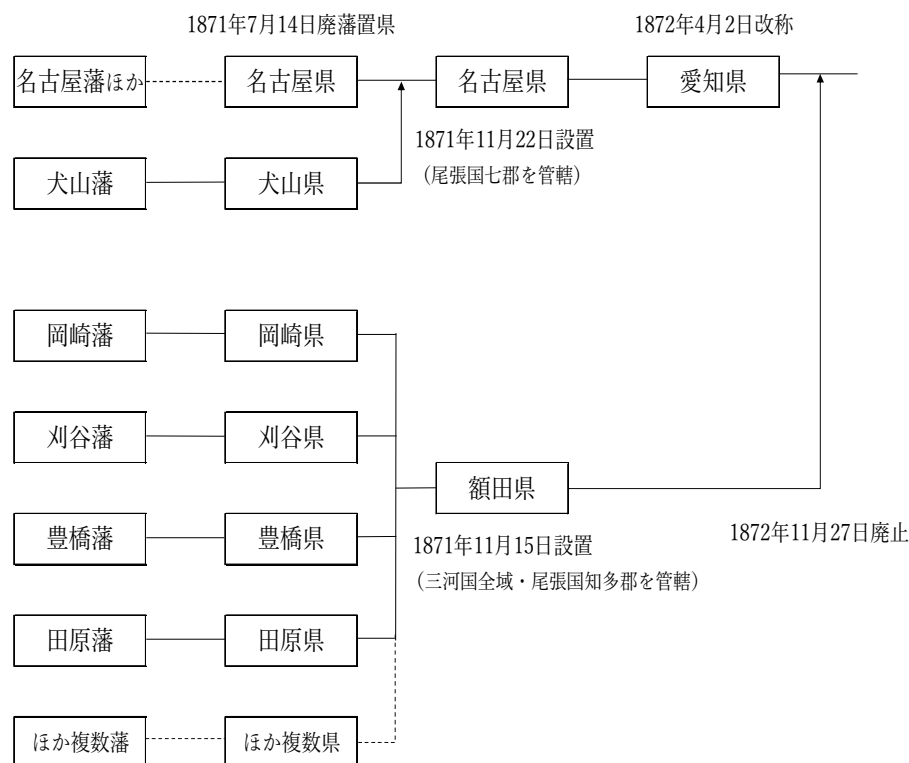 1871年7月14日廃藩置県
1872年4月2日改称
名古屋藩ほか
名古屋県
名古屋県
愛知県
1871年11月22日設置
（尾張国七郡を管轄）
犬山藩
犬山県
岡崎藩
岡崎県
刈谷藩
刈谷県
額田県
豊橋藩
豊橋県
1871年11月15日設置
（三河国全域・尾張国知多郡を管轄）
1872年11月27日廃止
田原藩
田原県
ほか複数藩
ほか複数県